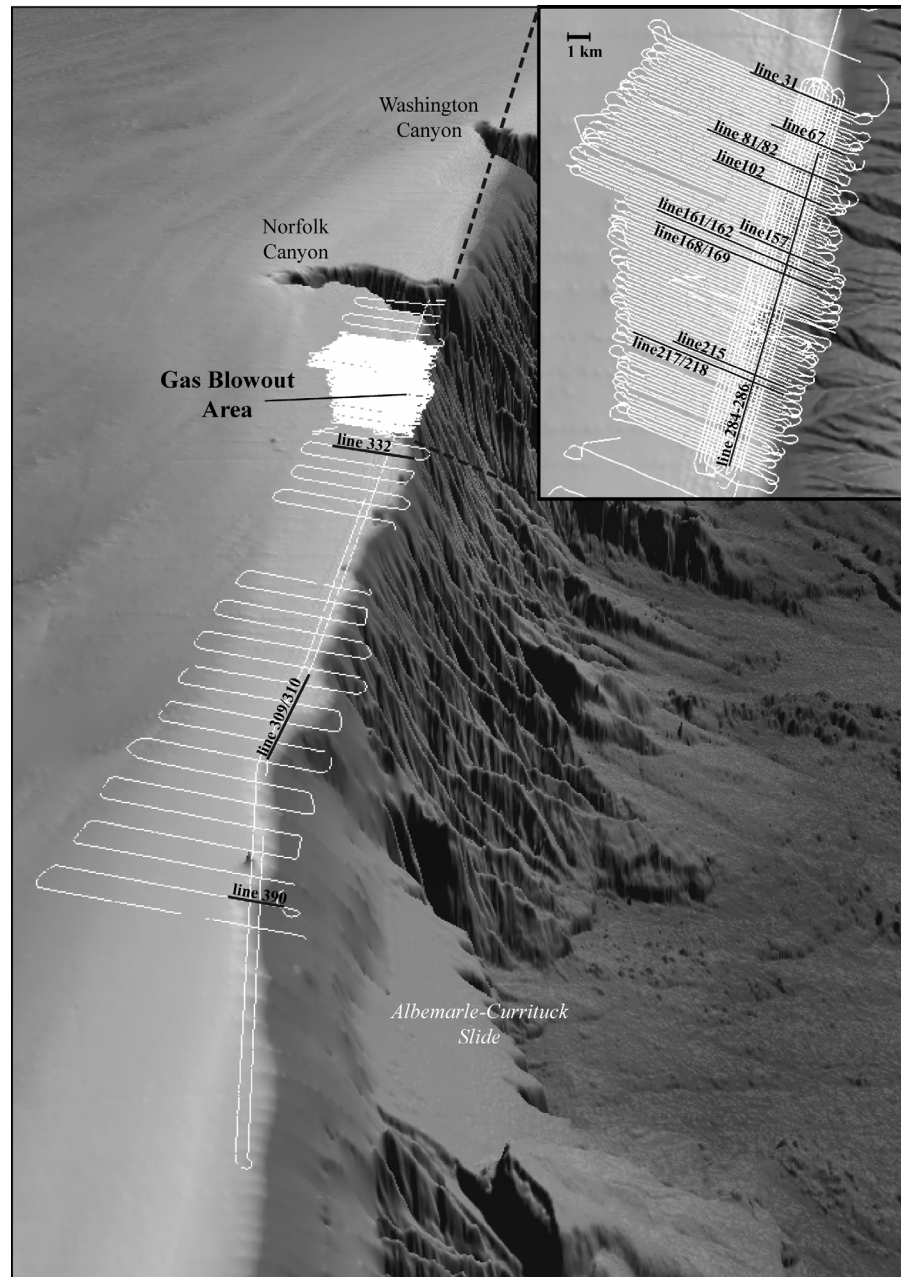 Washington
Canyon
Norfolk
Canyon
Gas Blowout
Area
line 332
line 309/310
line 390
Albemarle-Currituck
Slide
1 km
line 31
line67
line 81/82
line102
line161/162
line157
line168/169
line215
line217/218
line 284-286